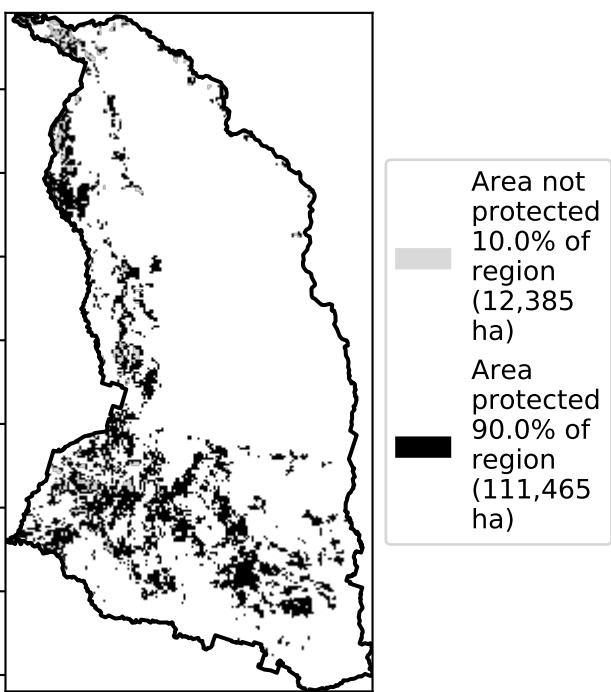 Area not
protected
10.0% of
region
(12,385
ha)
Area
protected
90.0% of
region
(111,465
ha)